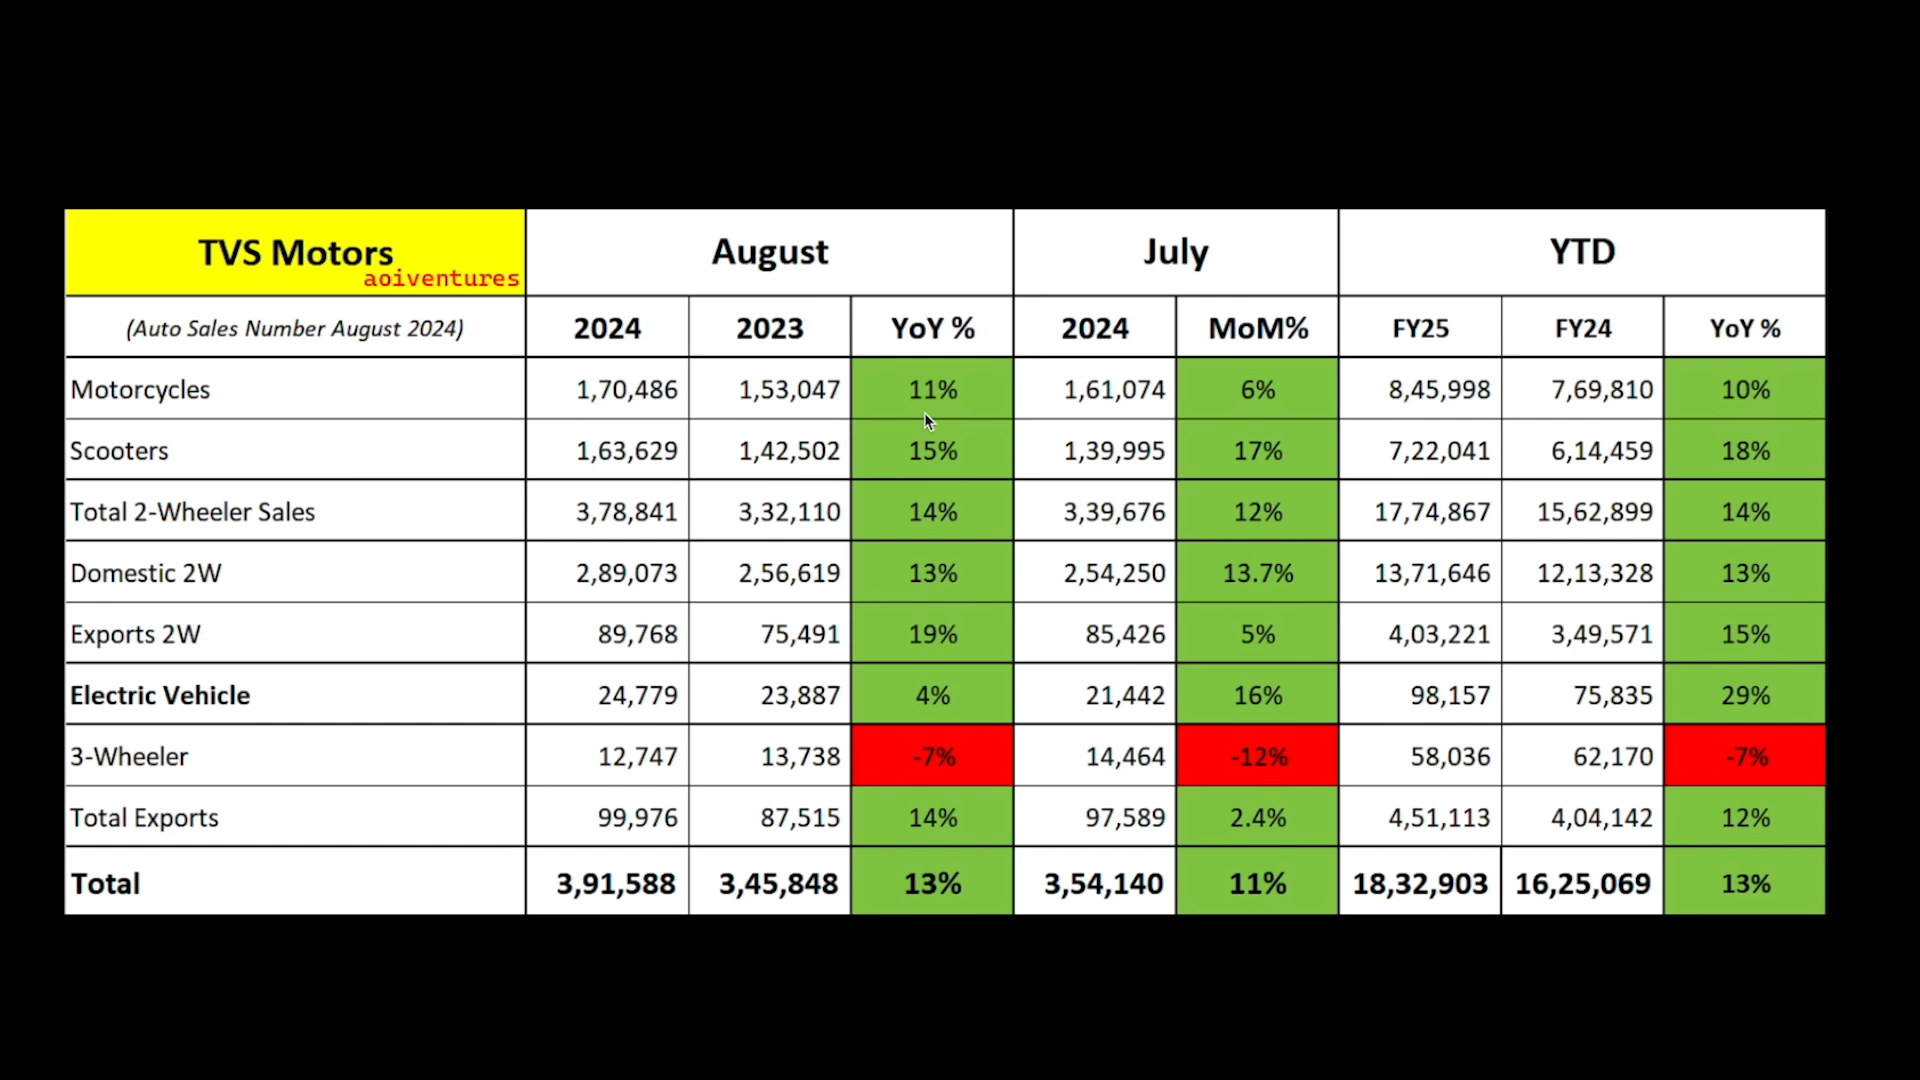 TVS Motors August July YTD
aoiventures
(Auto Sales Number August 2024) 2024 2023 YoY % 2024 MoM% FY25 FY24 YoY %
Motorcycles 1,70,486 1,53,047 11% 1,61,074 6% 8,45,998 7,69,810 10%
Scooters 1,63,629 1,42,502 15% 1,39,995 17% 7,22,041 6,14,459 18%
Total 2-Wheeler Sales 3,78,841 3,32,110 14% 3,39,676 12% 17,74,867 15,62,899 14%
Domestic 2W 2,89,073 2,56,619 13% 2,54,250 13.7% 13,71,646 12,13,328 13%
Exports 2W 89,768 75,491 19% 85,426 5% 4,03,221 3,49,571 15%
Electric Vehicle 24,779 23,887 4% 21,442 16% 98,157 75,835 29%
3-Wheeler 12,747 13,738 -7% 14,464 -12% 58,036 62,170 -7%
Total Exports 99,976 87,515 14% 97,589 2.4% 4,51,113 4,04,142 12%
Total 3,91,588 3,45,848 13% 3,54,140 11% 18,32,903 16,25,069 13%